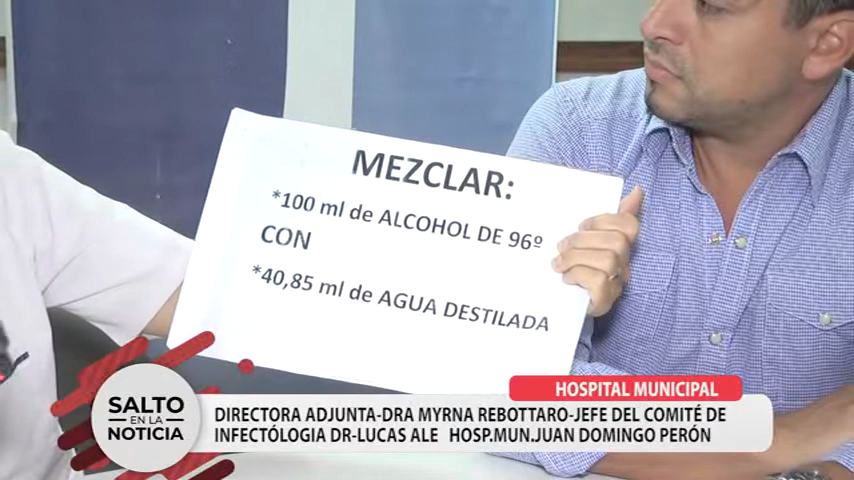 MEZCLAR:
*100 ml de ALCOHOL DE 96º
CON
*40,85 ml de AGUA DESTILADA
HOSPITAL MUNICIPAL
SALTO
EN LA
NOTICIA
DIRECTORA ADJUNTA-DRA MYRNA REBOTTARO-JEFE DEL COMITÉ DE
INFECTÓLOGIA DR-LUCAS ALE HOSP.MUN.JUAN DOMINGO PERÓN